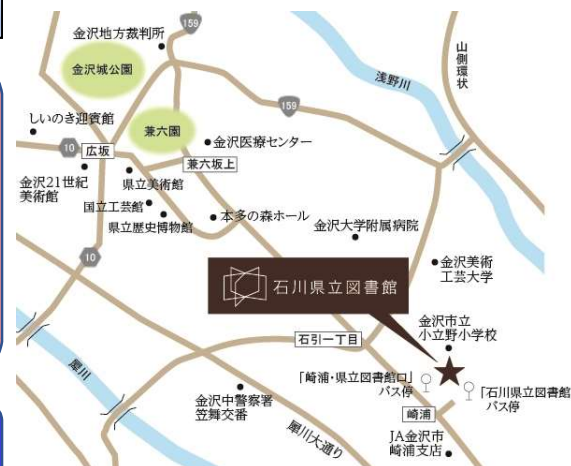 159
金沢地方裁判所
金沢城公園
山側環状
浅野川
しいのき迎賓館
兼六園
159
金沢医療センター
10
広坂
兼六坂上
金沢21世紀
美術館
県立美術館
国立工芸館
県立歴史博物館
本多の森ホール
金沢大学附属病院
10
金沢美術
工芸大学
石川県立図書館
金沢市立
小立野小学校
石引一丁目
「崎浦・県立図書館口」
バス停
「石川県立図書館
バス停
犀川
金沢中警察署
笠舞交番
崎浦
犀川大通り
JA金沢市
崎浦支店